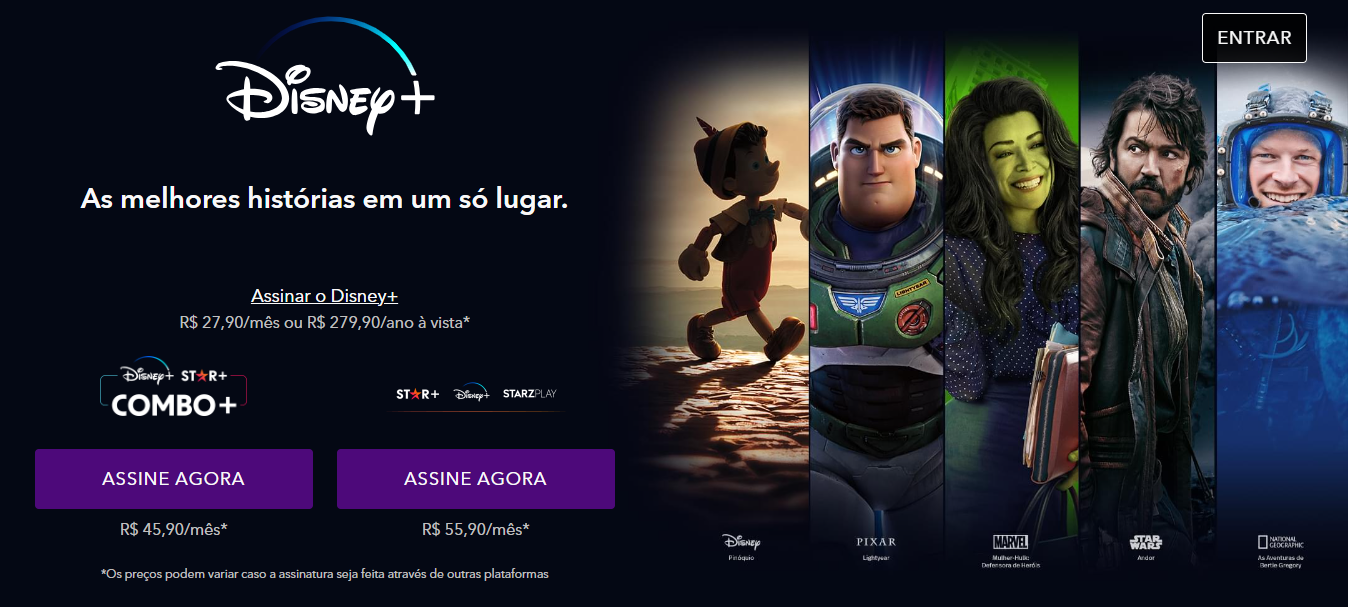 ENTRAR
Disney+
As melhores histórias em um só lugar.
Assinar o Disney+
R$ 27,90/mês ou R$ 279,90/ano à vista*
Disney+ STAR+
COMBO+
STAR+ Disney+ STARZPLAY
ASSINE AGORA
ASSINE AGORA
R$ 45,90/mês*
R$ 55,90/mês*
*Os preços podem variar caso a assinatura seja feita através de outras plataformas
LIGHTYEAR
Disney
Pinóquio
PIXAR
Lightyear
MARVEL
Mulher-Hulk:
Defensora de Heróis
STAR
WARS
Andor
NATIONAL
GEOGRAPHIC
As Aventuras de
Bertie Gregory